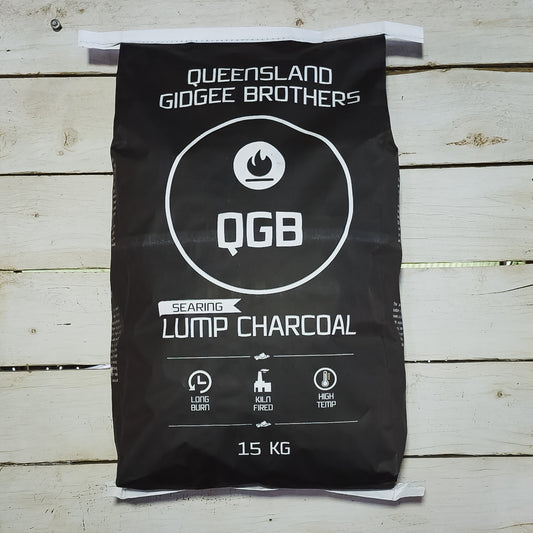 QUEENSLAND
GIDGEE BROTHERS
QGB
SEARING
LUMP CHARCOAL
LONG
BURN
KILN
FIRED
HIGH
TEMP
15 KG